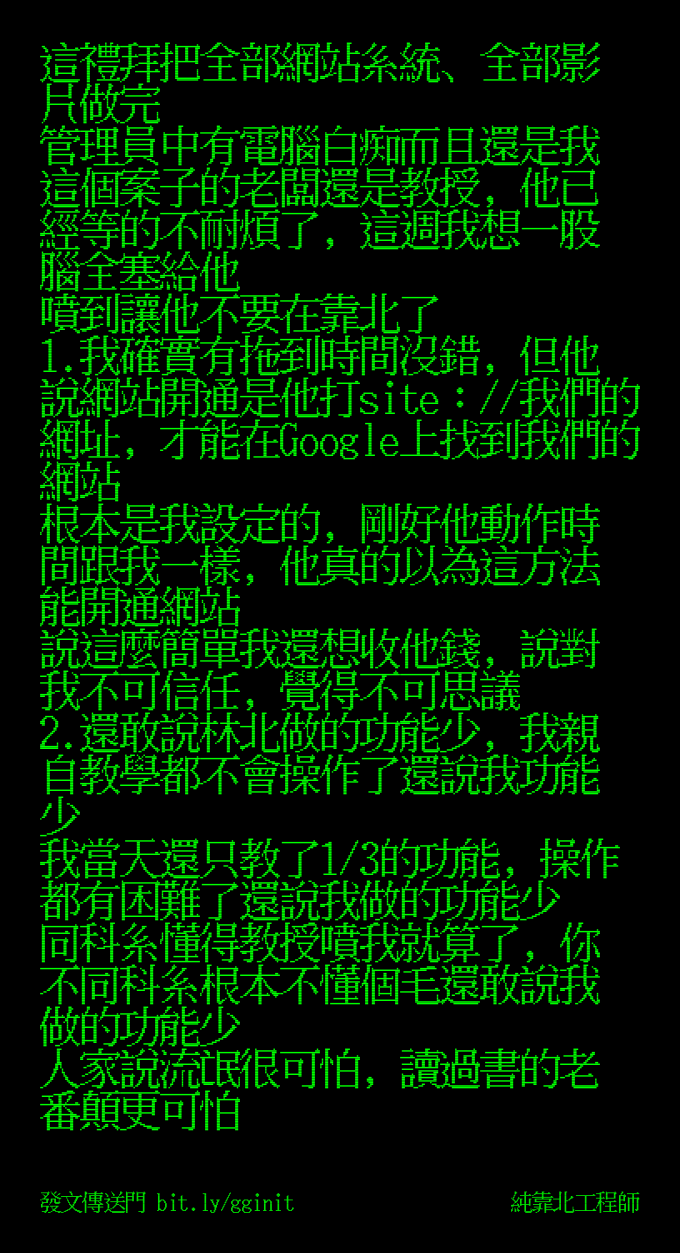 這禮拜把全部網站系統、全部影
片做完
管理員中有電腦白痴而且還是我
這個案子的老闆還是教授, 他已
經等的不耐煩了, 這週我想一股
腦全塞給他
噴到讓他不要在靠北了
1.我確實有拖到時間沒錯, 但他
說網站開通是他打site：//我們的
網址, 才能在Google上找到我們的
網站
根本是我設定的, 剛好他動作時
間跟我一樣, 他真的以為這方法
能開通網站
說這麼簡單我還想收他錢, 說對
我不可信任, 覺得不可思議
2.還敢說林北做的功能少, 我親
自教學都不會操作了還說我功能
少
我當天還只教了1/3的功能, 操作
都有困難了還說我做的功能少
同科系懂得教授噴我就算了, 你
不同科系根本不懂個毛還敢說我
做的功能少
人家說流氓很可怕, 讀過書的老
番顛更可怕
發文傳送門 bit.ly/gginit
純靠北工程師